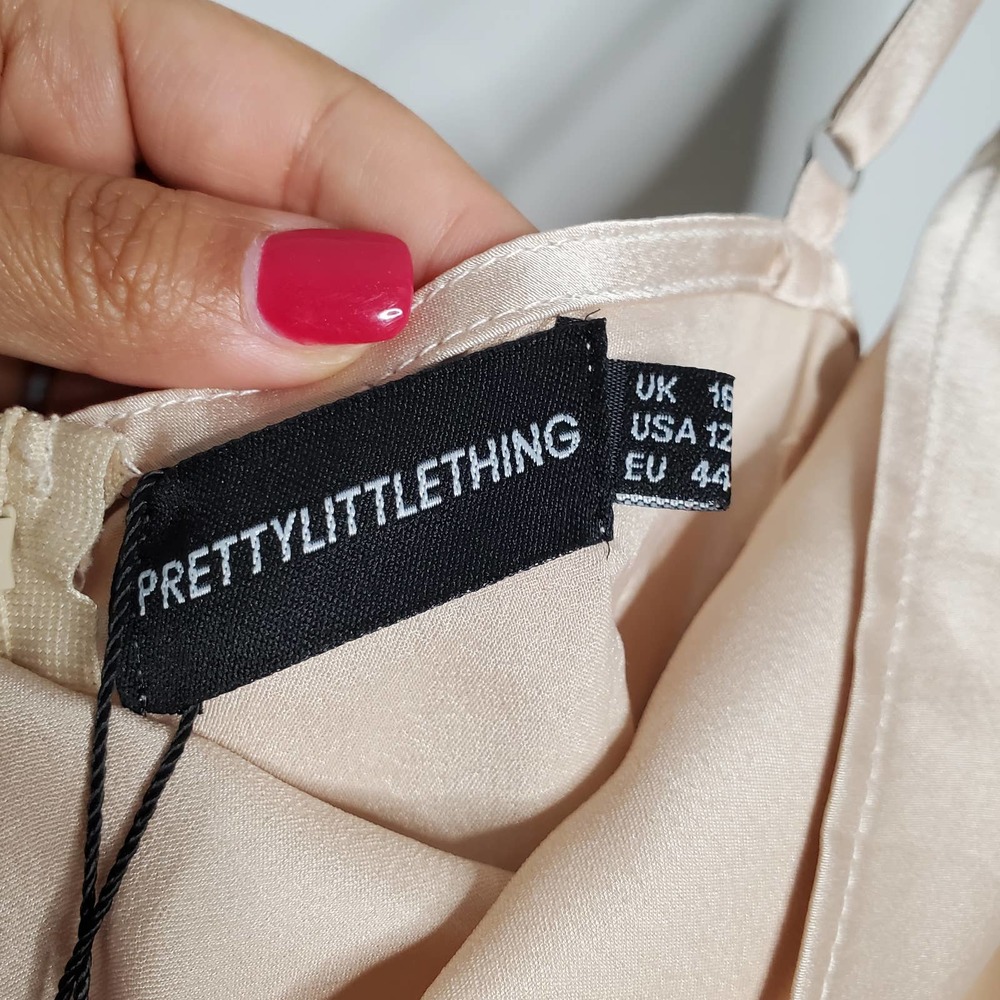 PRETTYLITTLETHING
UK 16
USA 12
EU 44